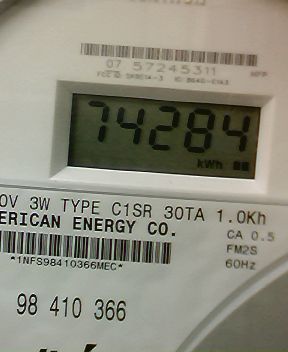 07 57245311
74284
kWh
0V 3W TYPE C1SR 30TA 1.0Kh
ERICAN ENERGY CO.
CA 0.5
FM2S
*1NFS98410366MEC*
60Hz
98 410 366